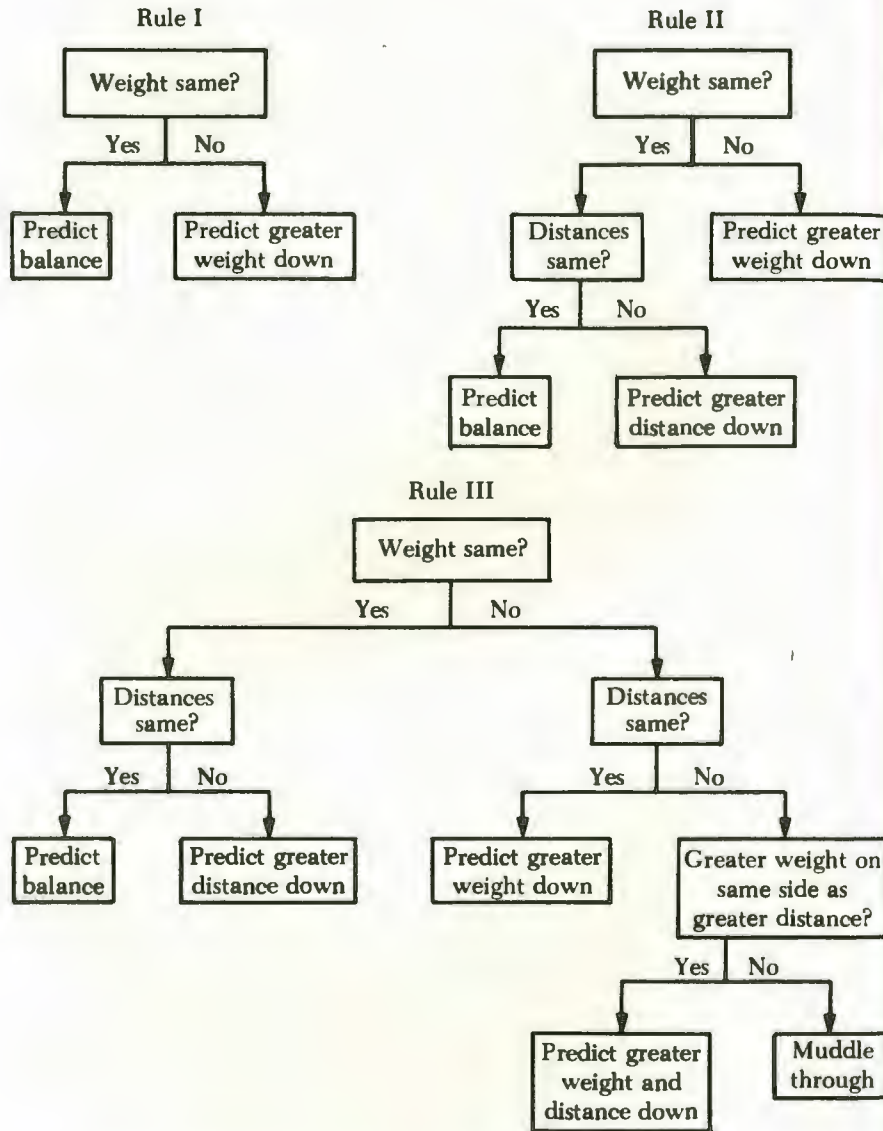 Rule I
Weight same?
Yes No
Predict
balance
Predict greater
weight down
Rule II
Weight same?
Yes No
Distances
same?
Predict greater
weight down
Yes No
Predict
balance
Predict greater
distance down
Rule III
Weight same?
Yes No
Distances
same?
Distances
same?
Yes No
Yes No
Predict
balance
Predict greater
distance down
Predict greater
weight down
Greater weight on
same side as
greater distance?
Yes No
Predict greater
weight and
distance down
Muddle
through